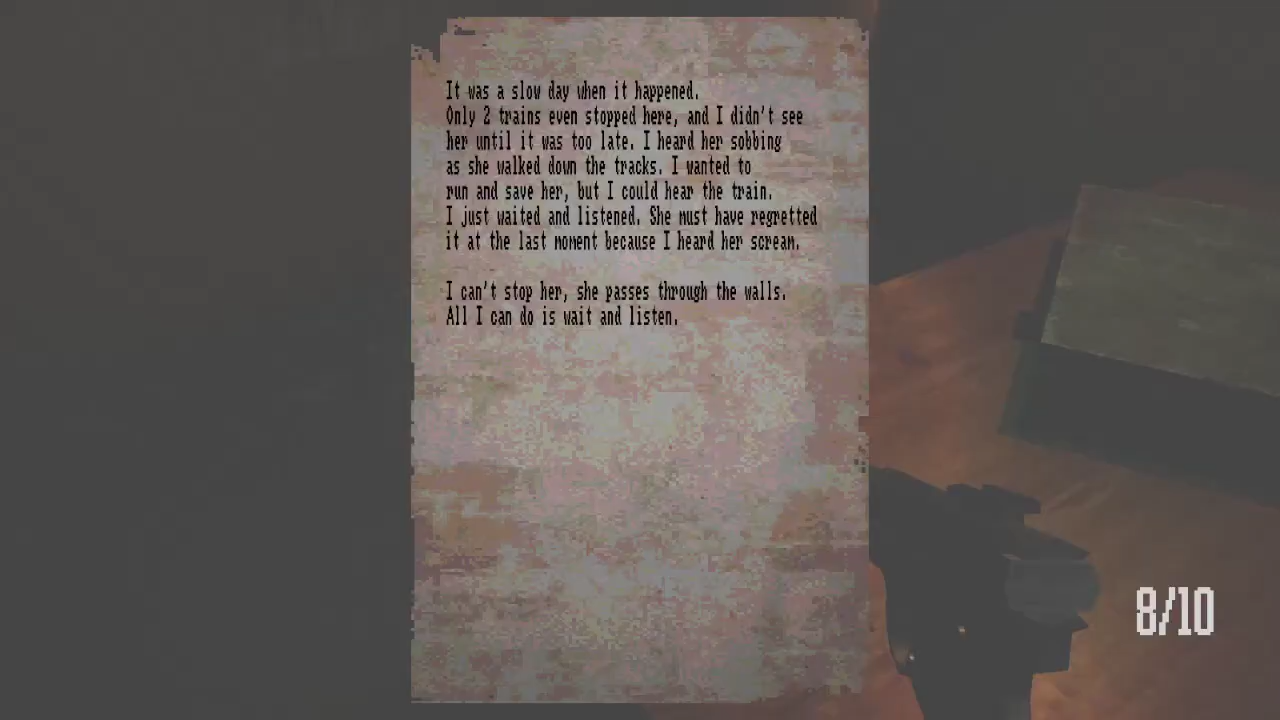 It was a slow day when it happened.
Only 2 trains even stopped here, and I didn't see
her until it was too late. I heard her sobbing
as she walked down the tracks. I wanted to
run and save her, but I could hear the train.
I just waited and listened. She must have regretted
it at the last moment because I heard her scream.
I can't stop her, she passes through the walls.
All I can do is wait and listen.
8/10